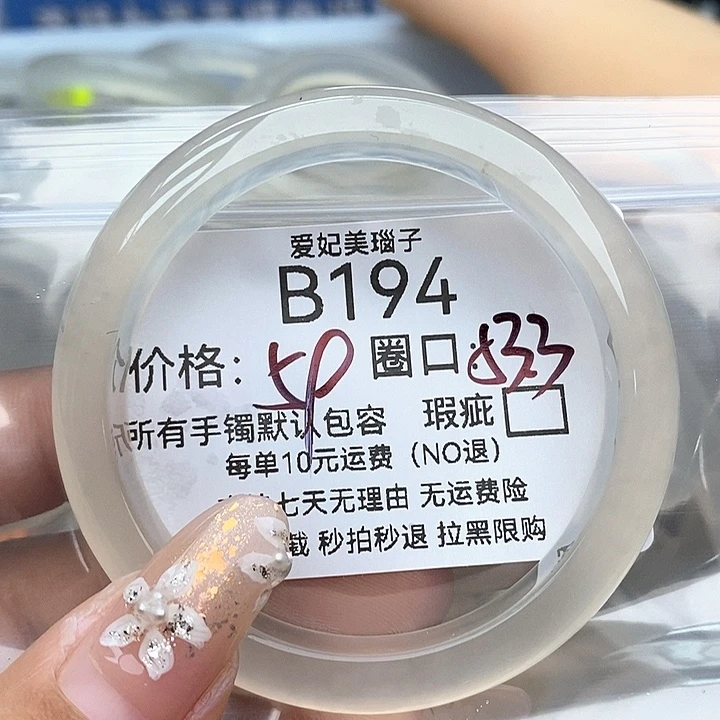 爱妃美瑙子
B194
价格: 圈口: 533
所有手镯默认包容 瑕疵
每单10元运费（NO退）
七天无理由 无运费险
截 秒拍秒退 拉黑限购